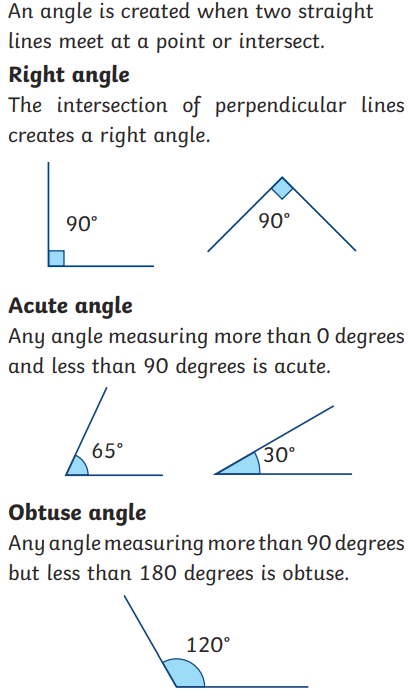 An angle is created when two straight
lines meet at a point or intersect.
Right angle
The intersection of perpendicular lines
creates a right angle.
90°
90°
Acute angle
Any angle measuring more than 0 degrees
and less than 90 degrees is acute.
65°
30°
Obtuse angle
Any angle measuring more than 90 degrees
but less than 180 degrees is obtuse.
120°